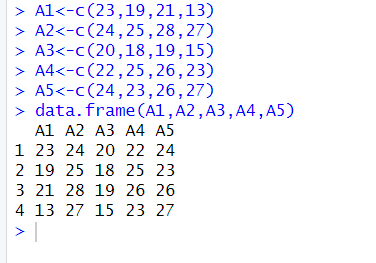 > A1<-c(23,19,21,13)
> A2<-c(24,25,28,27)
> A3<-c(20,18,19,15)
> A4<-c(22,25,26,23)
> A5<-c(24,23,26,27)
> data.frame(A1,A2,A3,A4,A5)
  A1 A2 A3 A4 A5
1 23 24 20 22 24
2 19 25 18 25 23
3 21 28 19 26 26
4 13 27 15 23 27
>